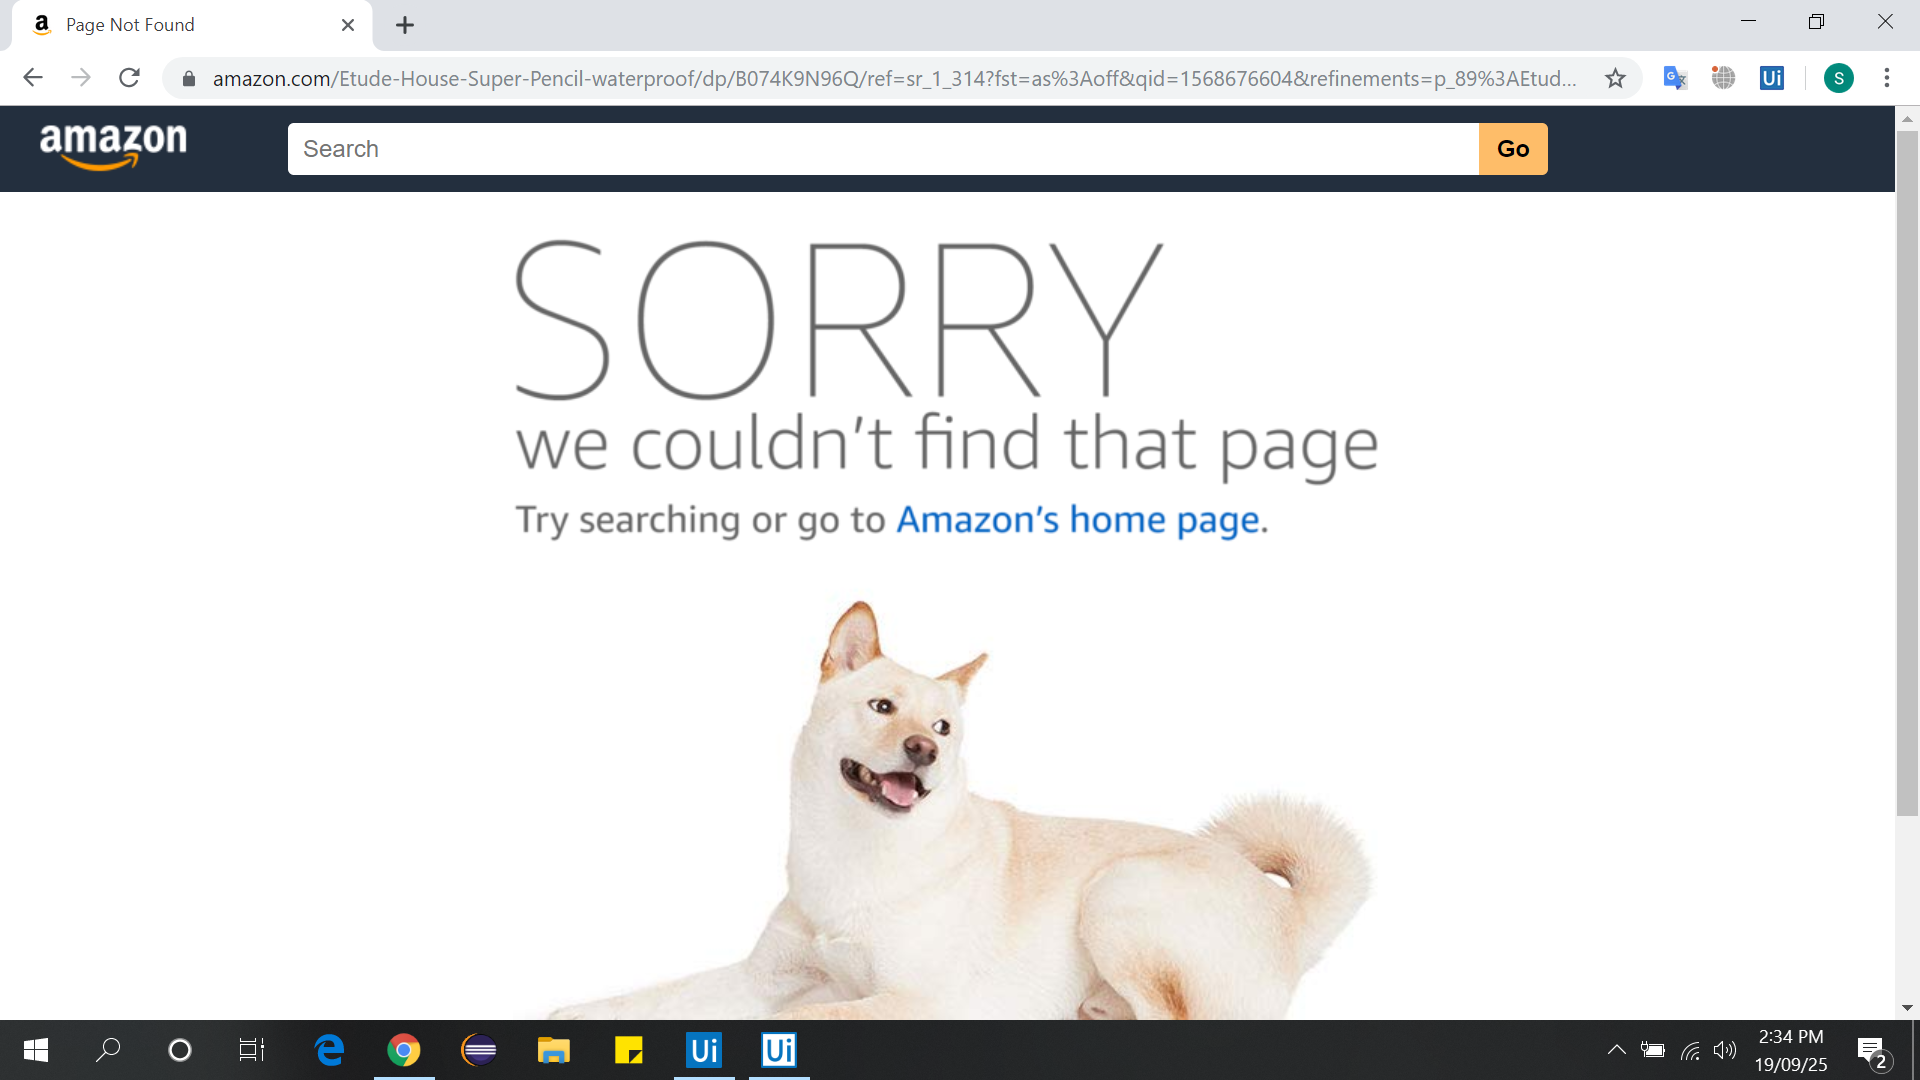 Page Not Found
amazon.com/Etude-House-Super-Pencil-waterproof/dp/B074K9N96Q/ref=sr_1_314?fst=as%3Aoff&qid=1568676604&refinements=p_89%3AEtud...
Ui
S
amazon
Search
Go
SORRY
we couldn't find that page
Try searching or go to Amazon's home page.
Ui
Ui
2:34 PM
19/09/25
2